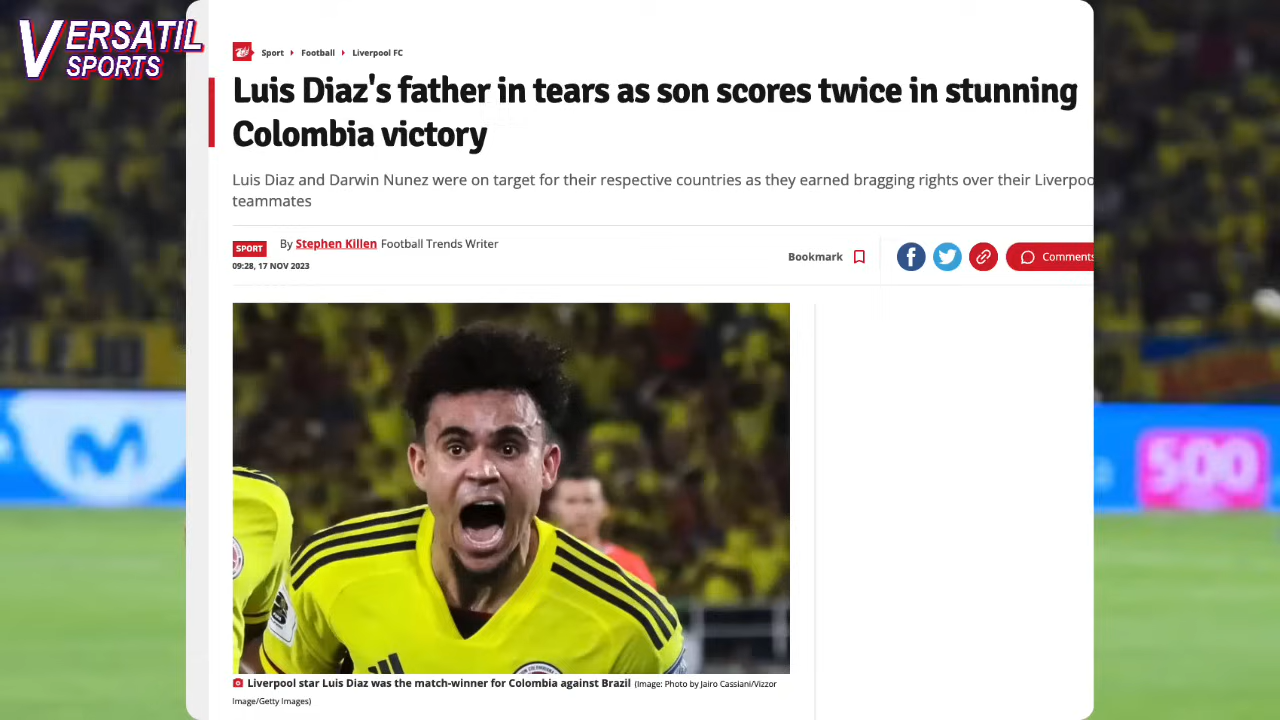 VERSATIL
SPORTS
Sport Football Liverpool FC
Luis Diaz's father in tears as son scores twice in stunning
Colombia victory
Luis Diaz and Darwin Nunez were on target for their respective countries as they earned bragging rights over their Liverpoo
teammates
SPORT
By Stephen Killen Football Trends Writer
09:28, 17 NOV 2023
Bookmark
Comments
500
Liverpool star Luis Diaz was the match-winner for Colombia against Brazil (Image: Photo by Jairo Cassiani/Vizzor
Image/Getty Images)